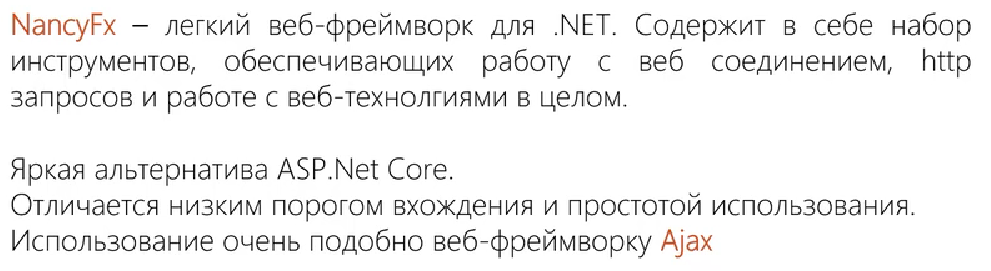 NancyFx – легкий веб-фреймворк для .NET. Содержит в себе набор
инструментов, обеспечивающих работу с веб соединением, http
запросов и работе с веб-технолгиями в целом.
Яркая альтернатива ASP.Net Core.
Отличается низким порогом вхождения и простотой использования.
Использование очень подобно веб-фреймворку Ajax